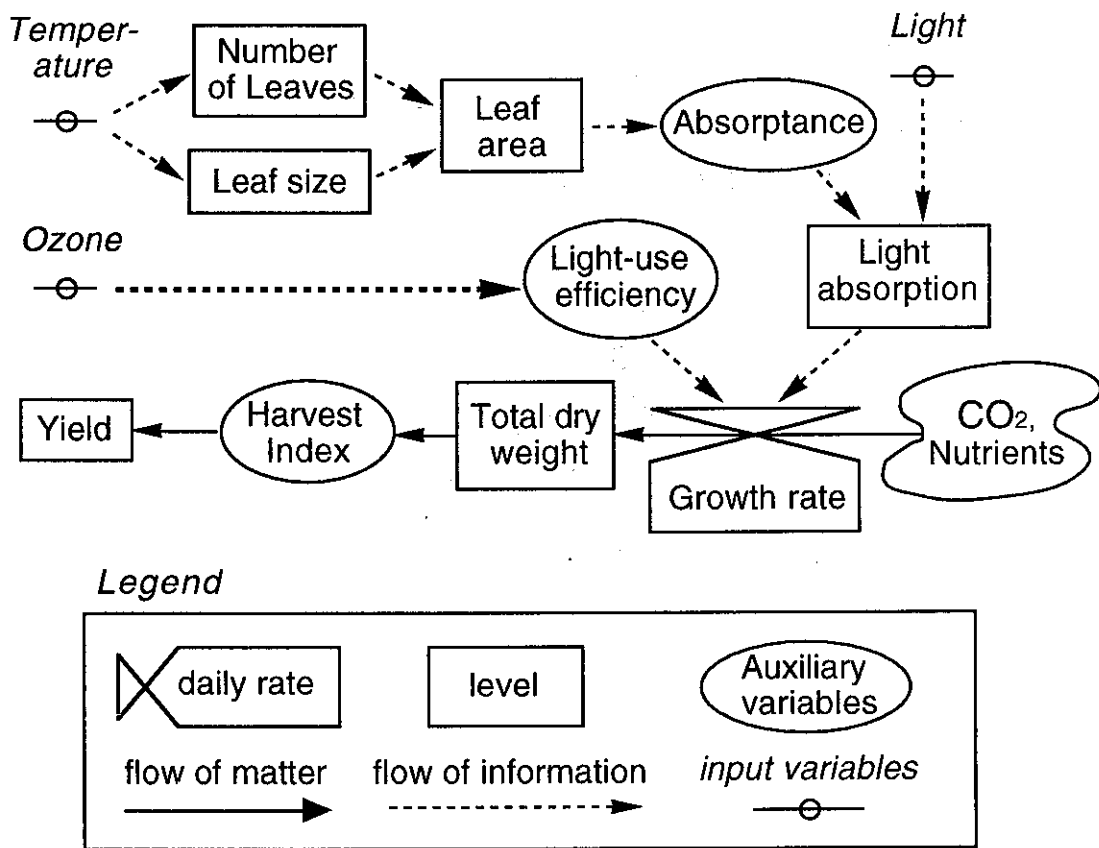 Temper-
ature
Number
of Leaves
Leaf size
Leaf
area
Absorptance
Light
Ozone
Light-use
efficiency
Light
absorption
Yield
Harvest
Index
Total dry
weight
Growth rate
CO₂,
Nutrients
Legend
daily rate
level
Auxiliary
variables
flow of matter
flow of information
input variables